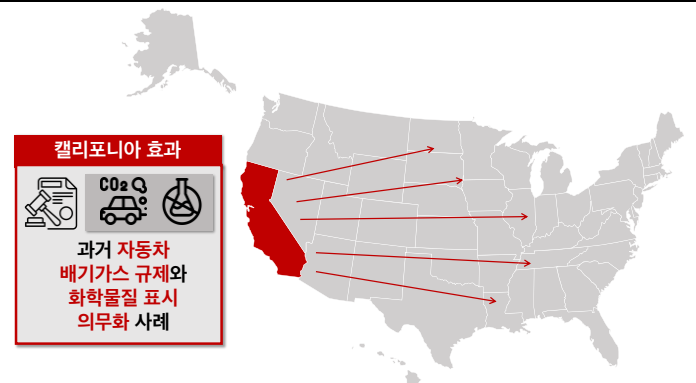 캘리포니아 효과
CO₂
과거 자동차
배기가스 규제와
화학물질 표시
의무화 사례